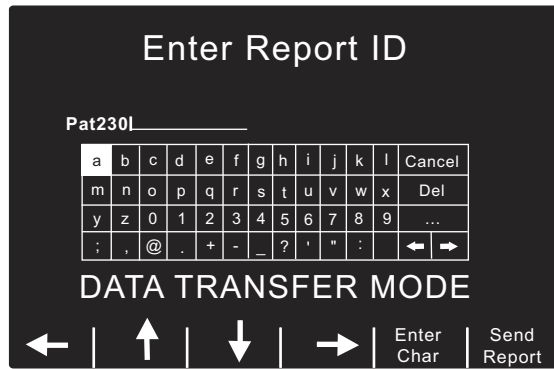 Enter Report ID
Pat230
a b c d e f g h i j k l Cancel
m n o p q r s t u v w x Del
y z 0 1 2 3 4 5 6 7 8 9 ...
; , @ . + - _ ? ' " :
DATA TRANSFER MODE
Enter Char Send Report